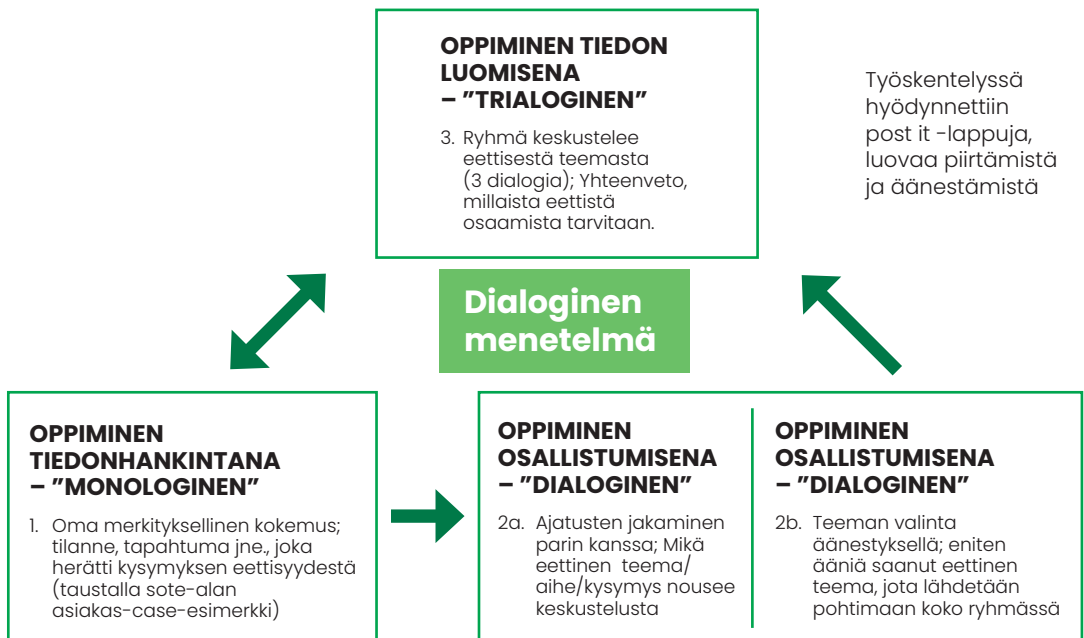 OPPIMINEN TIEDON
LUOMISENA
– ”TRIALOGINEN”
3. Ryhmä keskustelee
eettisestä teemasta
(3 dialogia); Yhteenveto,
millaista eettistä
osaamista tarvitaan.
Työskentelyssä
hyödynnettiin
post it -lappuja,
luovaa piirtämistä
ja äänestämistä
Dialoginen
menetelmä
OPPIMINEN
TIEDONHANKINTANA
– ”MONOLOGINEN”
1. Oma merkityksellinen kokemus;
tilanne, tapahtuma jne., joka
herätti kysymyksen eettisyydestä
(taustalla sote-alan
asiakas-case-esimerkki)
OPPIMINEN
OSALLISTUMISENA
– ”DIALOGINEN”
2a. Ajatusten jakaminen
parin kanssa; Mikä
eettinen teema/
aihe/kysymys nousee
keskustelusta
OPPIMINEN
OSALLISTUMISENA
– ”DIALOGINEN”
2b. Teeman valinta
äänestyksellä; eniten
ääniä saanut eettinen
teema, jota lähdetään
pohtimaan koko ryhmässä